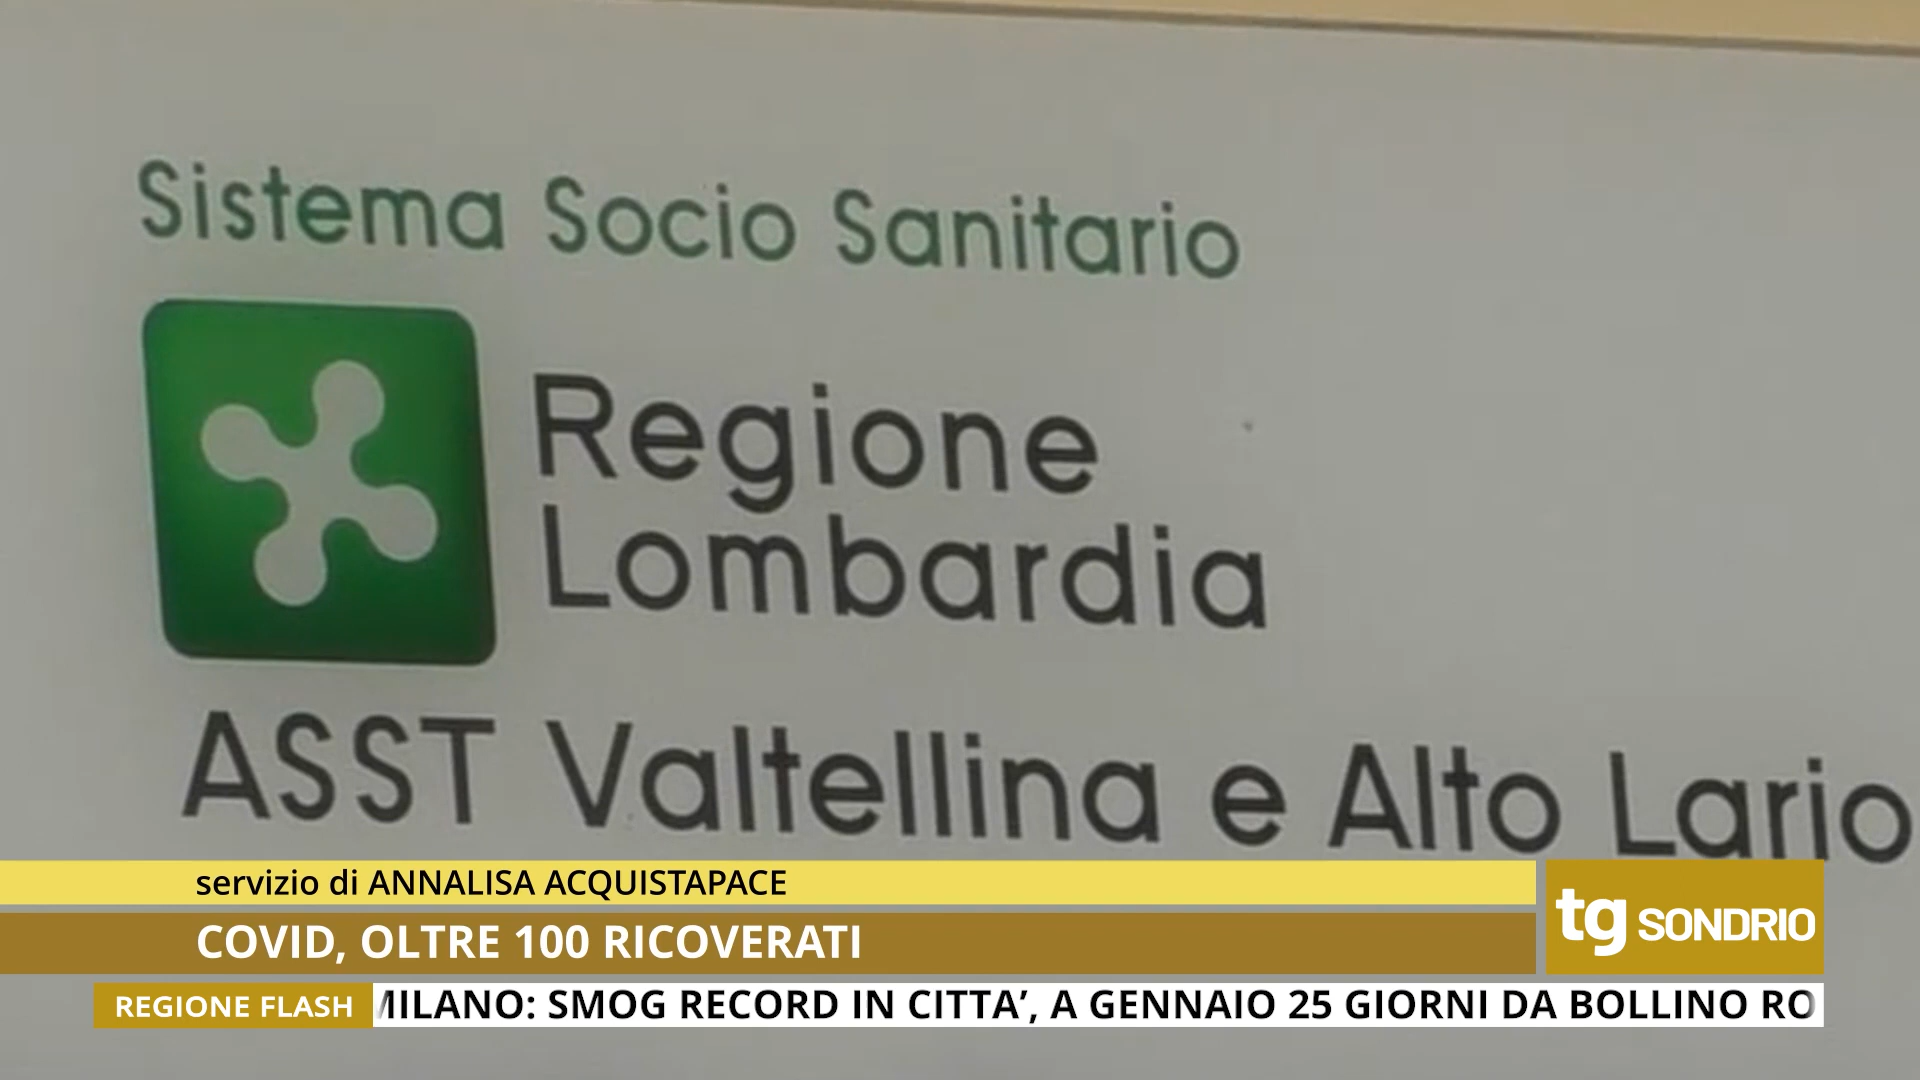 Sistema Socio Sanitario
Regione
Lombardia
ASST Valtellina e Alto Lario
servizio di ANNALISA ACQUISTAPACE
COVID, OLTRE 100 RICOVERATI
tg SONDRIO
REGIONE FLASH MILANO: SMOG RECORD IN CITTA', A GENNAIO 25 GIORNI DA BOLLINO RO